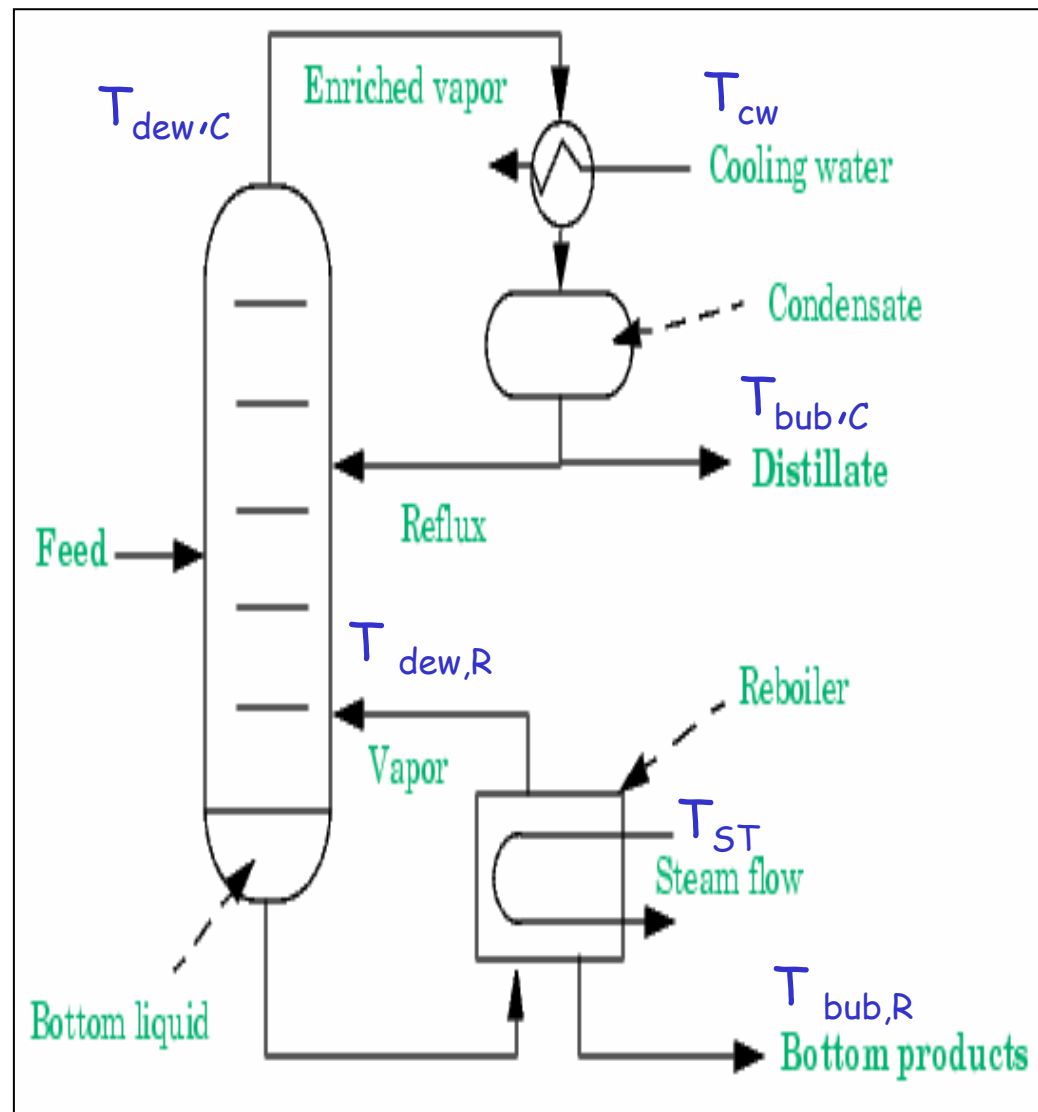 Enriched vapor
T dew,C
T cw
Cooling water
Condensate
T bub,C
Distillate
Reflux
Feed
T dew,R
Reboiler
Vapor
T ST
Steam flow
Bottom liquid
T bub,R
Bottom products